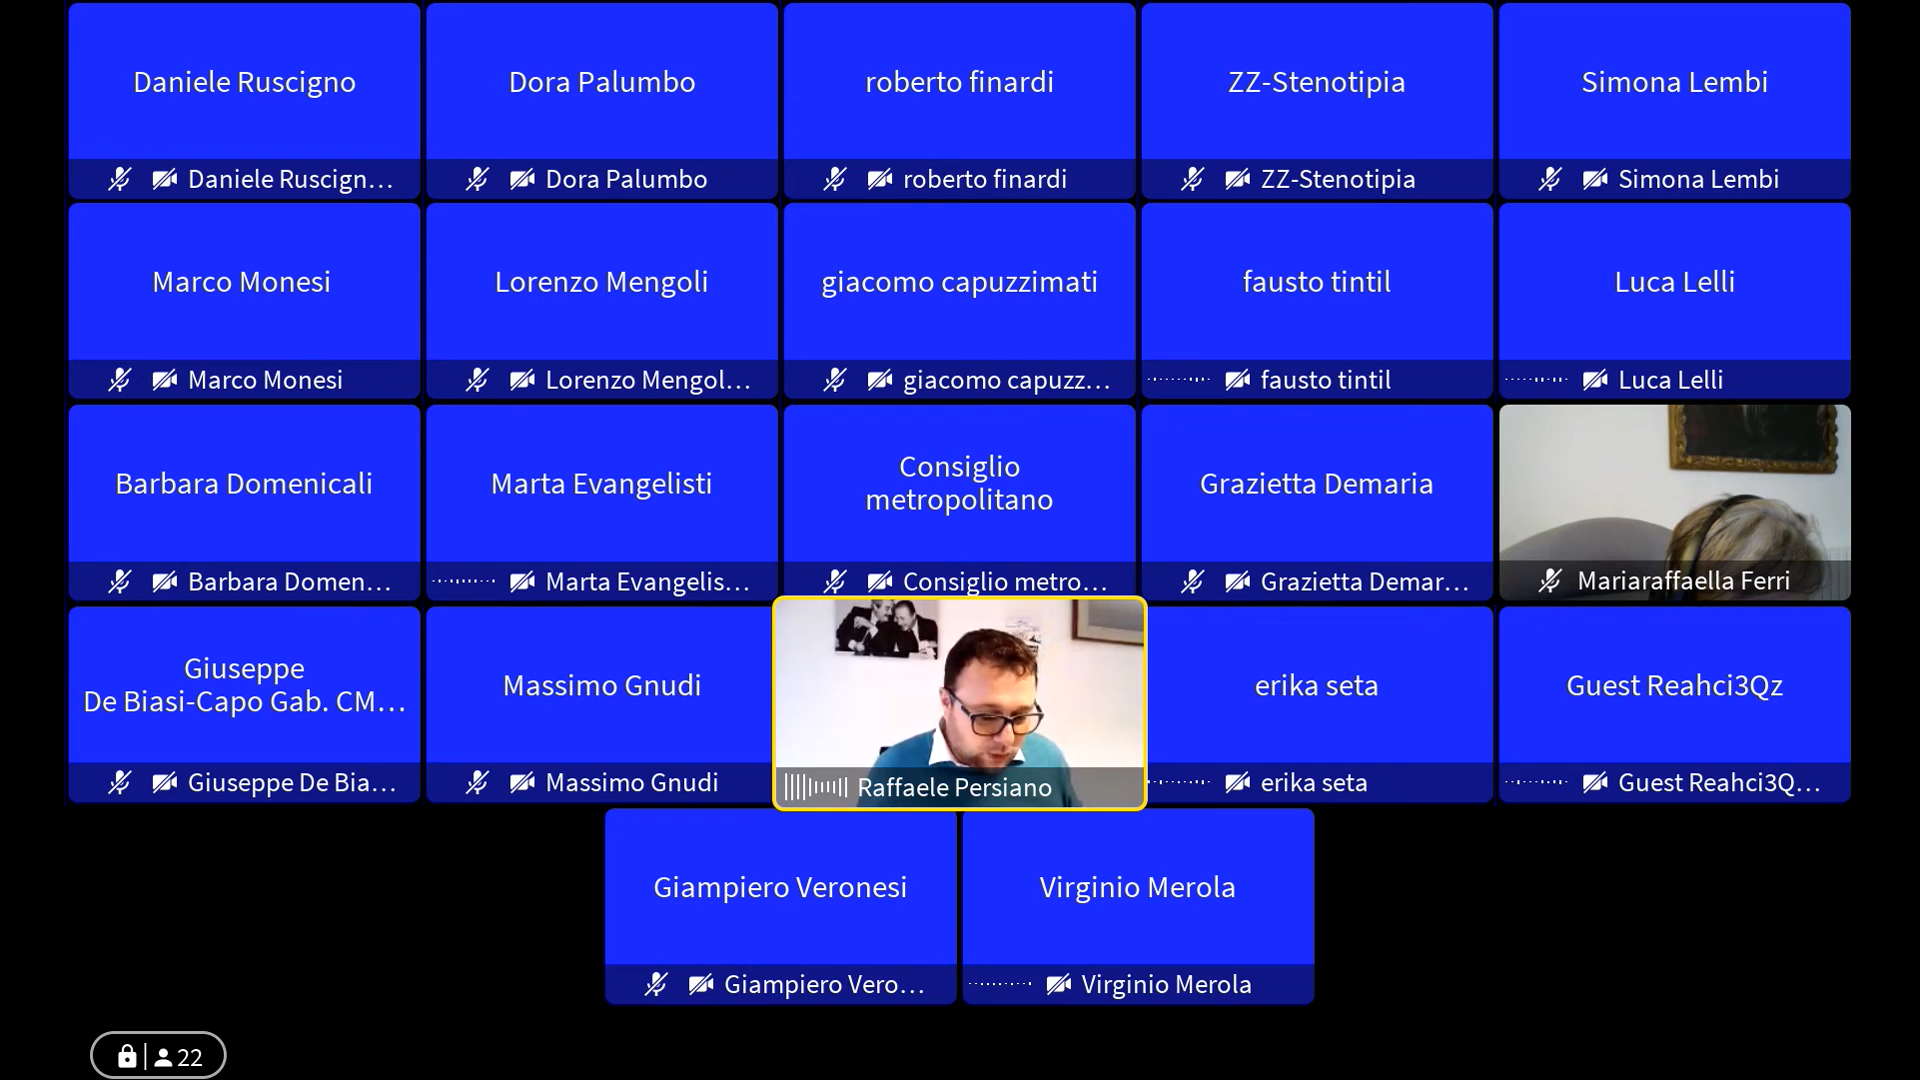 Daniele Ruscigno
Dora Palumbo
roberto finardi
ZZ-Stenotipia
Simona Lembi
Daniele Ruscign...
Dora Palumbo
roberto finardi
ZZ-Stenotipia
Simona Lembi
Marco Monesi
Lorenzo Mengoli
giacomo capuzzimati
fausto tintil
Luca Lelli
Marco Monesi
Lorenzo Mengol...
giacomo capuzz...
fausto tintil
Luca Lelli
Barbara Domenicali
Marta Evangelisti
Consiglio
metropolitano
Grazietta Demaria
Barbara Domen...
Marta Evangelis...
Consiglio metro...
Grazietta Demar...
Mariaraffaella Ferri
Giuseppe
De Biasi-Capo Gab. CM...
Massimo Gnudi
erika seta
Guest Reahci3Qz
Giuseppe De Bia...
Massimo Gnudi
Raffaele Persiano
erika seta
Guest Reahci3Q...
Giampiero Veronesi
Virginio Merola
Giampiero Vero...
Virginio Merola
22